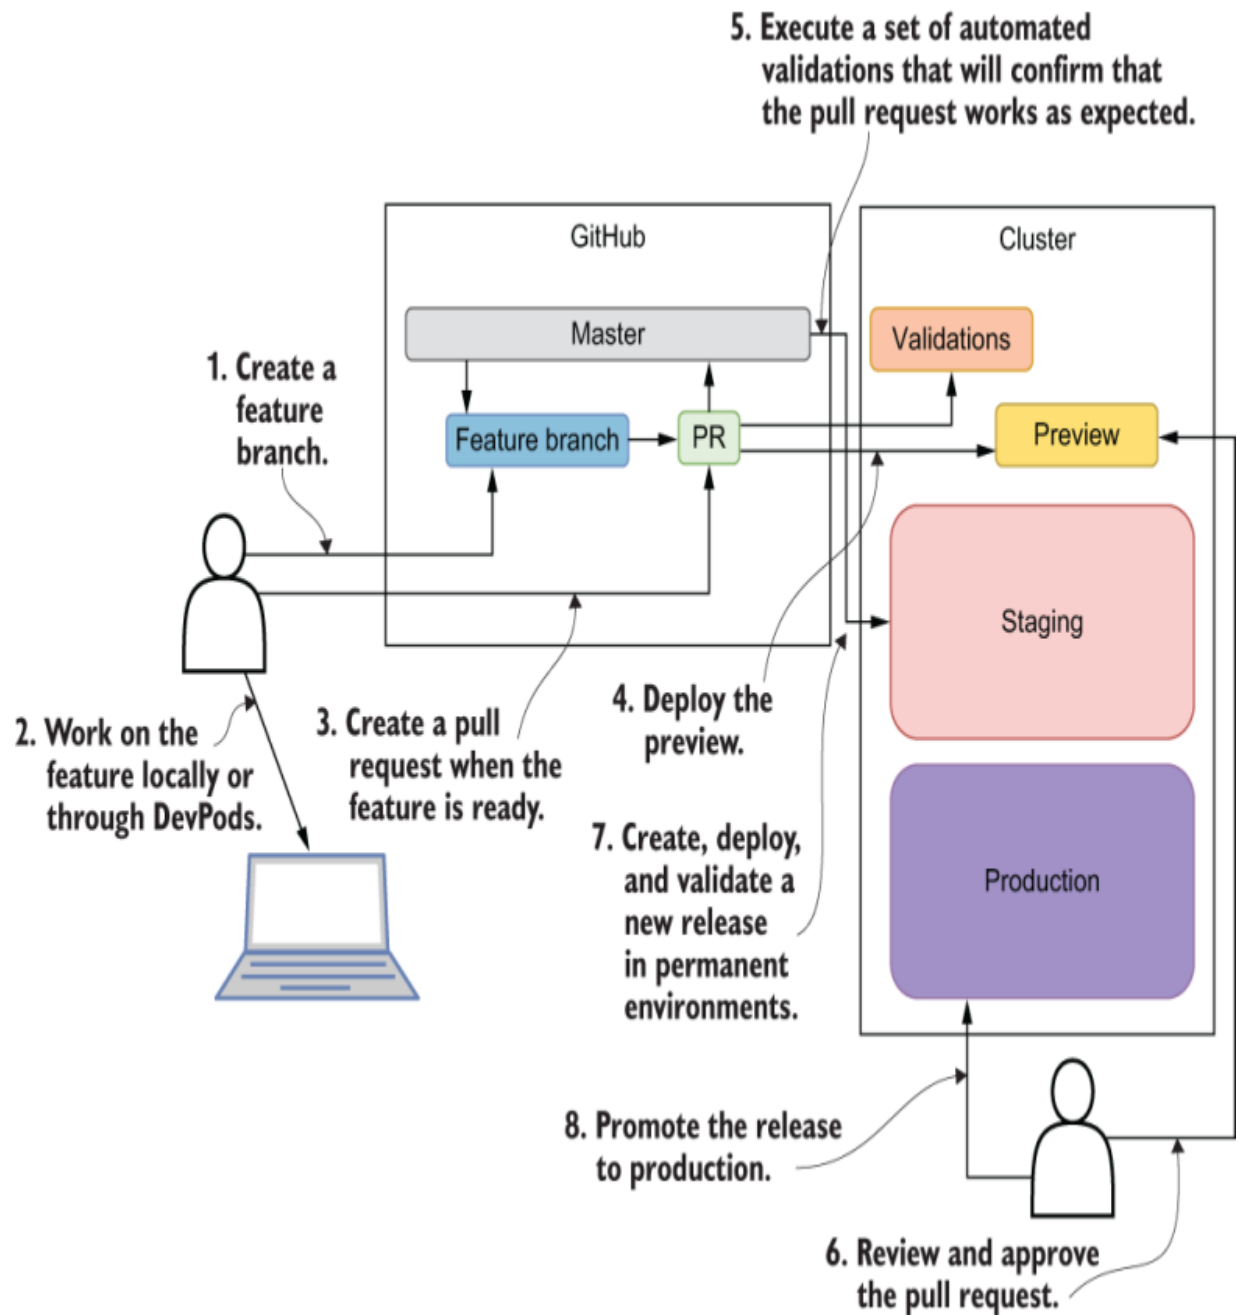 5. Execute a set of automated
validations that will confirm that
the pull request works as expected.
GitHub
Cluster
Master
Validations
1. Create a
feature
branch.
Feature branch
PR
Preview
Staging
2. Work on the
feature locally or
through DevPods.
3. Create a pull
request when the
feature is ready.
4. Deploy the
preview.
7. Create, deploy,
and validate a
new release
in permanent
environments.
Production
8. Promote the release
to production.
6. Review and approve
the pull request.